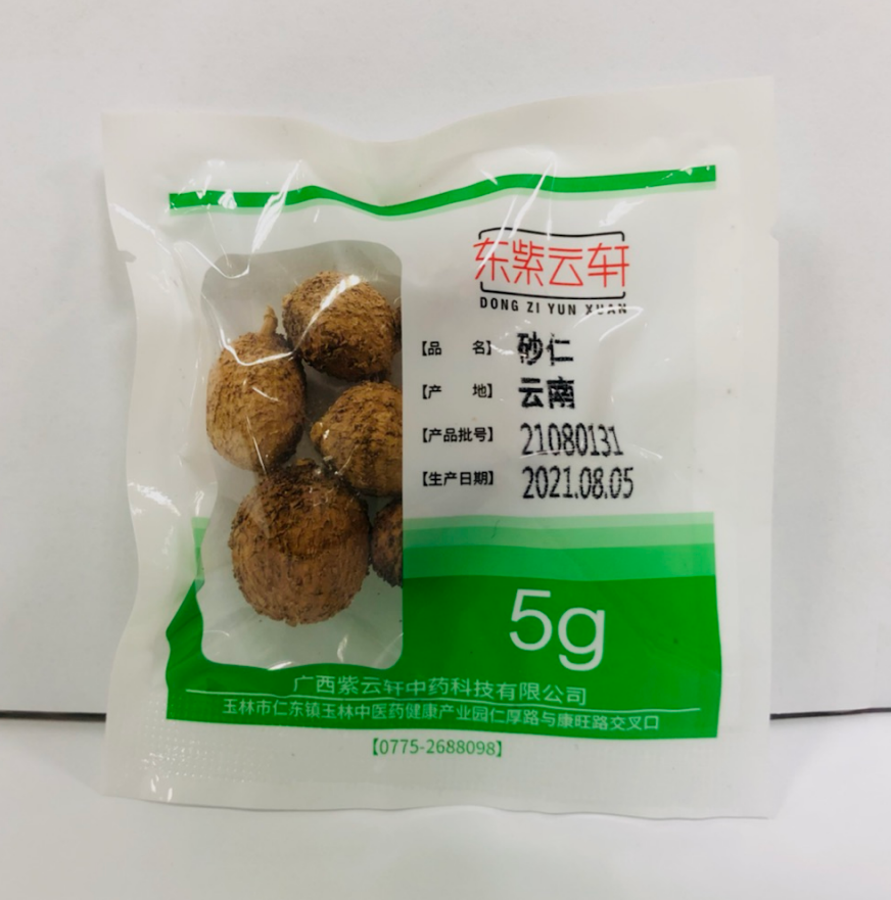 东紫云轩
DONG ZI YUN XUAN
【品 名】 砂仁
【产 地】 云南
【产品批号】 21080131
【生产日期】 2021.08.05
5g
广西紫云轩中药科技有限公司
玉林市仁东镇玉林中医药健康产业园仁厚路与康旺路交叉口
【0775-2688098】